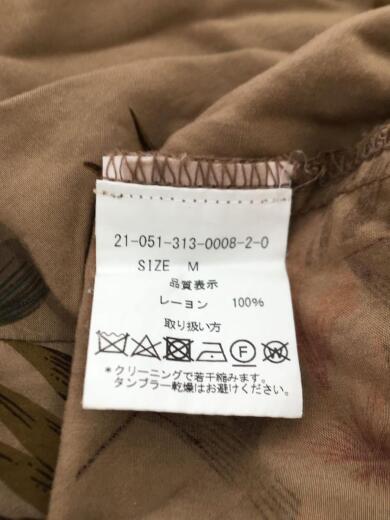 21-051-313-0008-2-0
SIZE M
品質表示
レーヨン 100%
取り扱い方
F W
*クリーニングで若干縮みます。
タンブラー乾燥はお避けください。